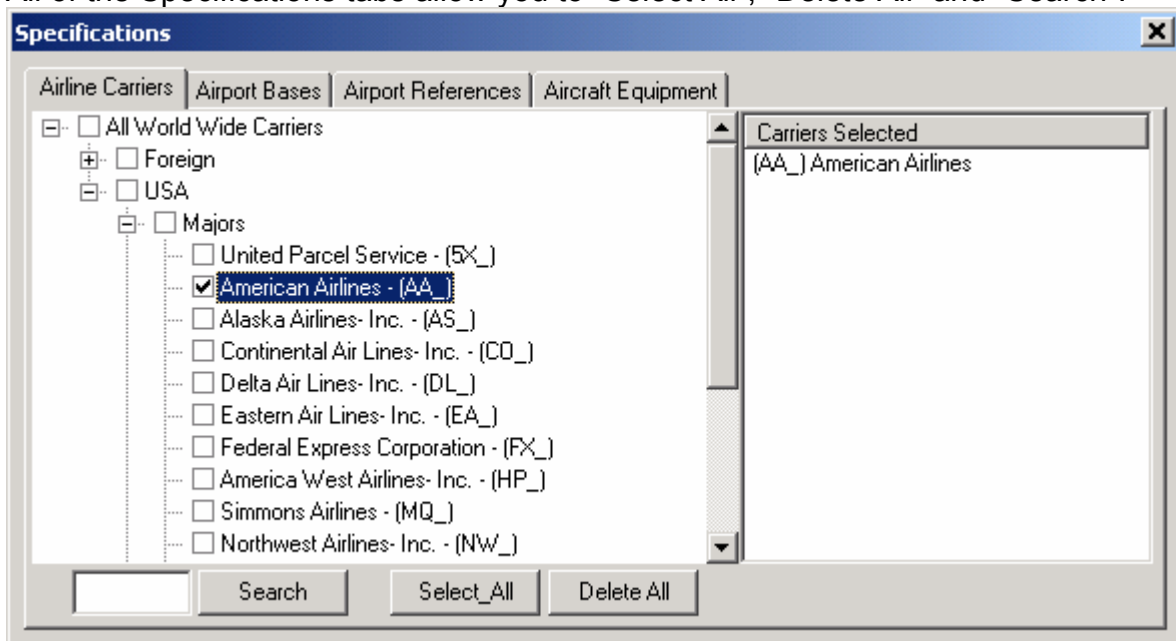 All of the Specifications tabs allow you to "Select All", "Delete All" and "Search".
Specifications
Airline Carriers Airport Bases Airport References Aircraft Equipment
All World Wide Carriers
Foreign
USA
Majors
United Parcel Service - (5X_)
American Airlines - (AA_)
Alaska Airlines- Inc. - (AS_)
Continental Air Lines- Inc. - (CO_)
Delta Air Lines- Inc. - (DL_)
Eastern Air Lines- Inc. - (EA_)
Federal Express Corporation - (FX_)
America West Airlines- Inc. - (HP_)
Simmons Airlines - (MQ_)
Northwest Airlines- Inc. - (NW_)
Carriers Selected
(AA_) American Airlines
Search Select_All Delete All